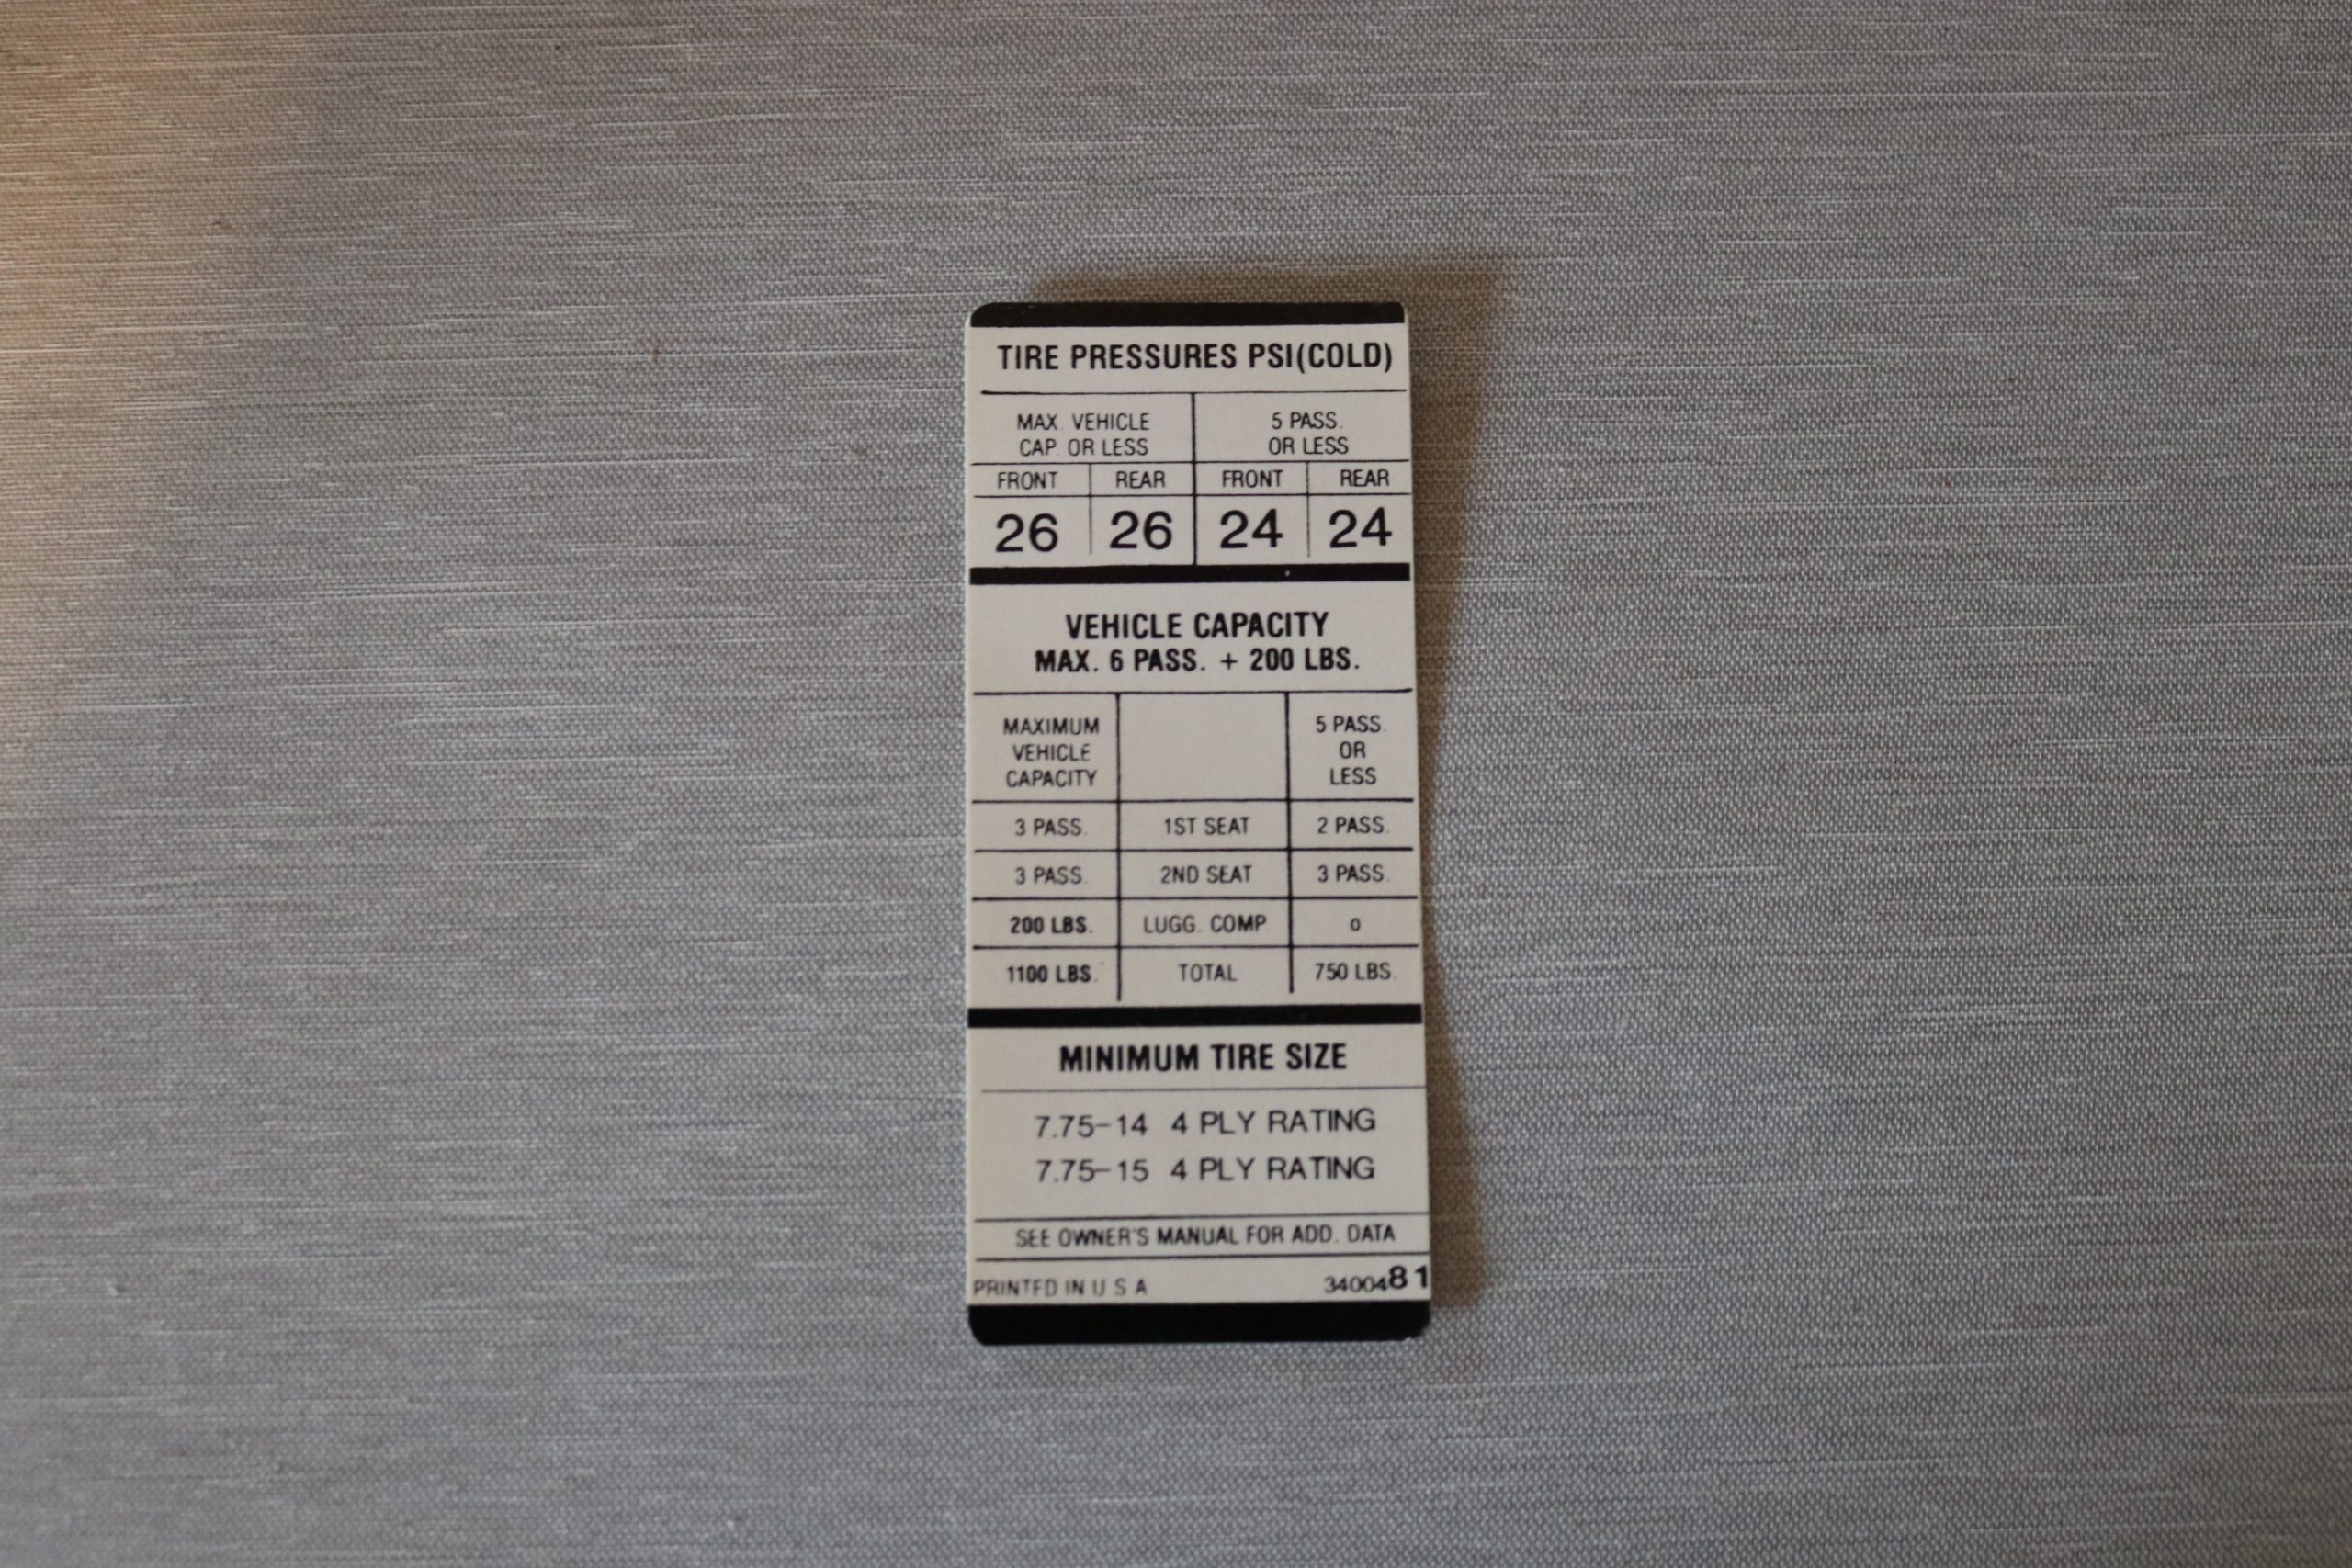 TIRE PRESSURES PSI(COLD)
MAX. VEHICLE CAP. OR LESS
5 PASS. OR LESS
FRONT REAR FRONT REAR
26 26 24 24
VEHICLE CAPACITY
MAX. 6 PASS. + 200 LBS.
MAXIMUM VEHICLE CAPACITY
5 PASS. OR LESS
3 PASS. 1ST SEAT 2 PASS.
3 PASS. 2ND SEAT 3 PASS.
200 LBS. LUGG. COMP. 0
1100 LBS. TOTAL 750 LBS.
MINIMUM TIRE SIZE
7.75-14 4 PLY RATING
7.75-15 4 PLY RATING
SEE OWNER'S MANUAL FOR ADD. DATA
PRINTED IN U S A 3400481